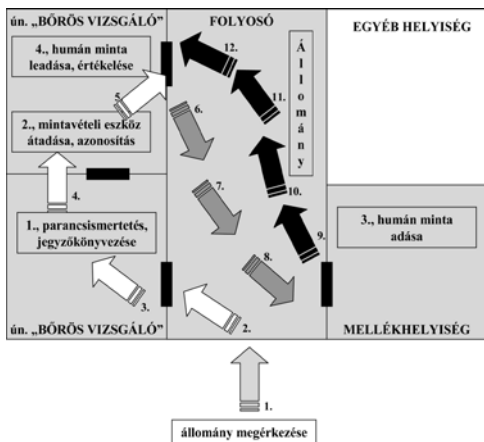 ún. „BŐRÖS VIZSGÁLÓ”
4., humán minta
leadása, értékelése
5.
2., mintavételi eszköz
átadása, azonosítás
4.
1., parancsismertetés,
jegyzőkönyvezése
3.
ún. „BŐRÖS VIZSGÁLÓ”
FOLYOSÓ
12.
Állomány
11.
6.
7.
10.
9.
8.
2.
1.
állomány megérkezése
EGYÉB HELYISÉG
3., humán minta
adása
MELLÉKHELYISÉG